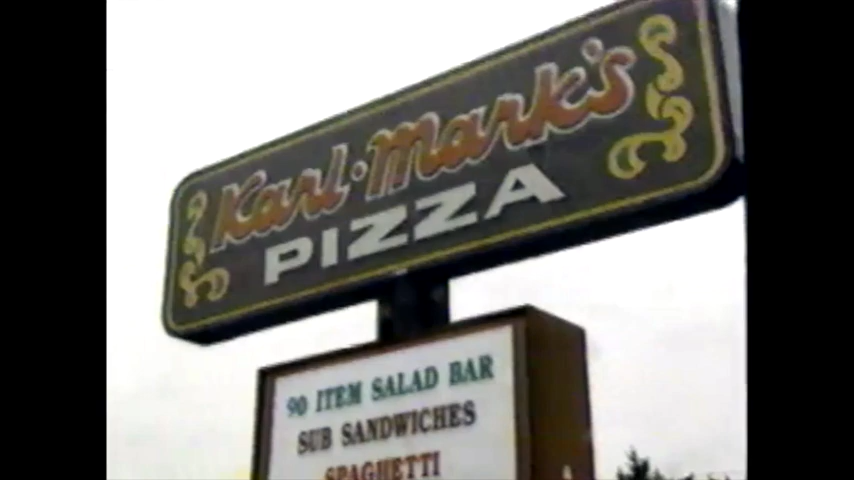 Karl • Mark's
PIZZA
90 ITEM SALAD BAR
SUB SANDWICHES
SPAGHETTI